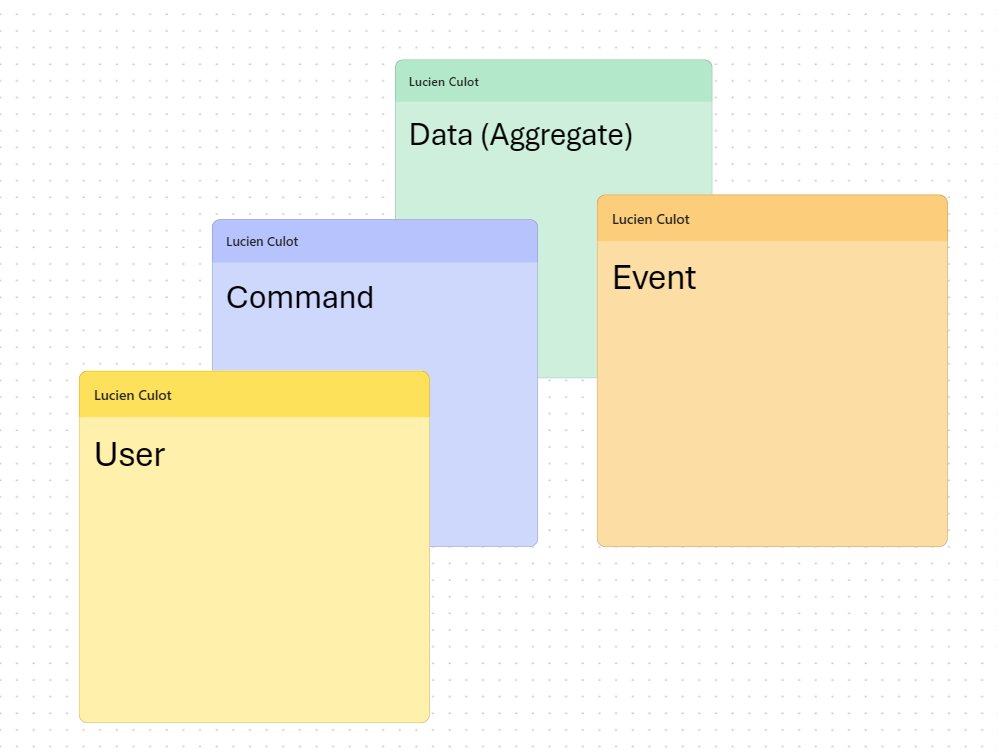 Lucien Culot
Data (Aggregate)
Lucien Culot
Event
Lucien Culot
Command
Lucien Culot
User